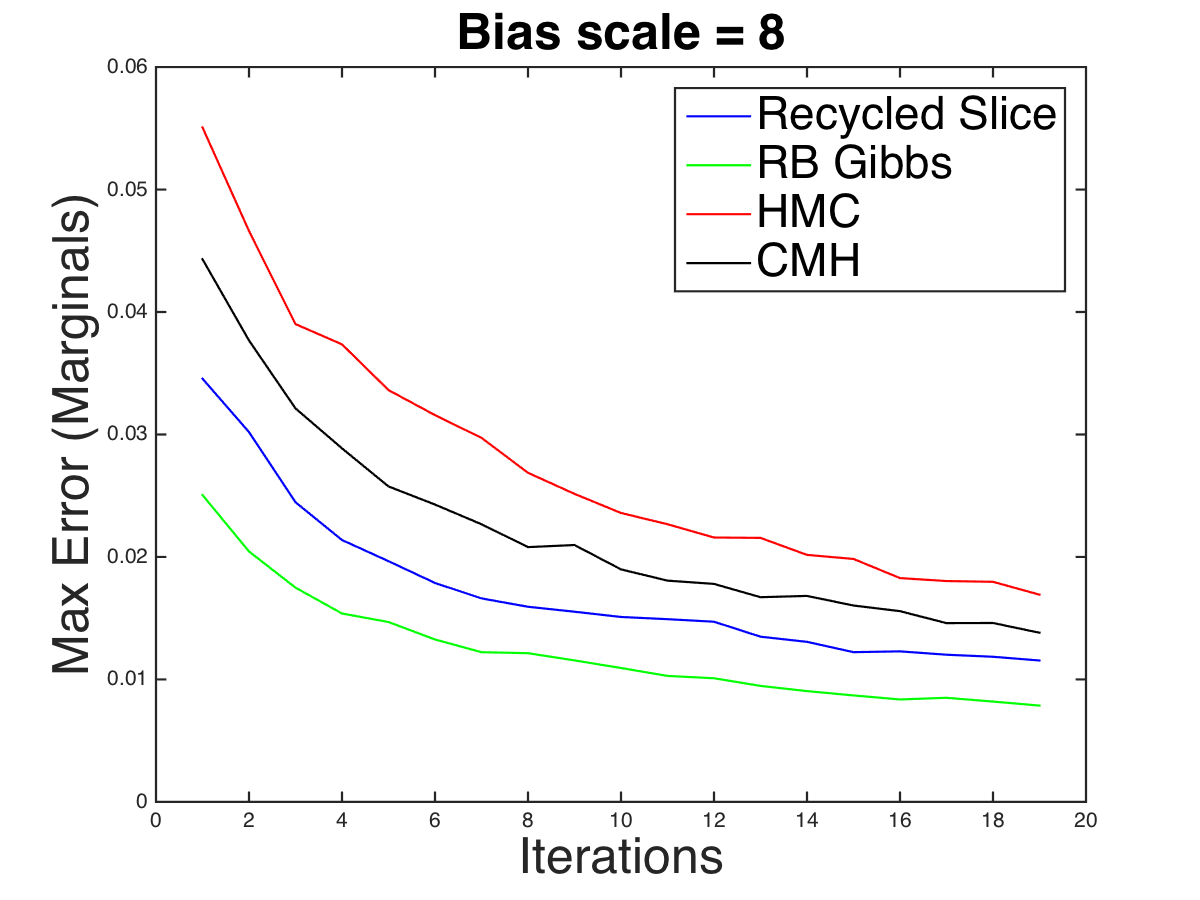 Bias scale = 8
Max Error (Marginals)
0.06
0.05
0.04
0.03
0.02
0.01
0
Recycled Slice
RB Gibbs
HMC
CMH
0 2 4 6 8 10 12 14 16 18 20
Iterations